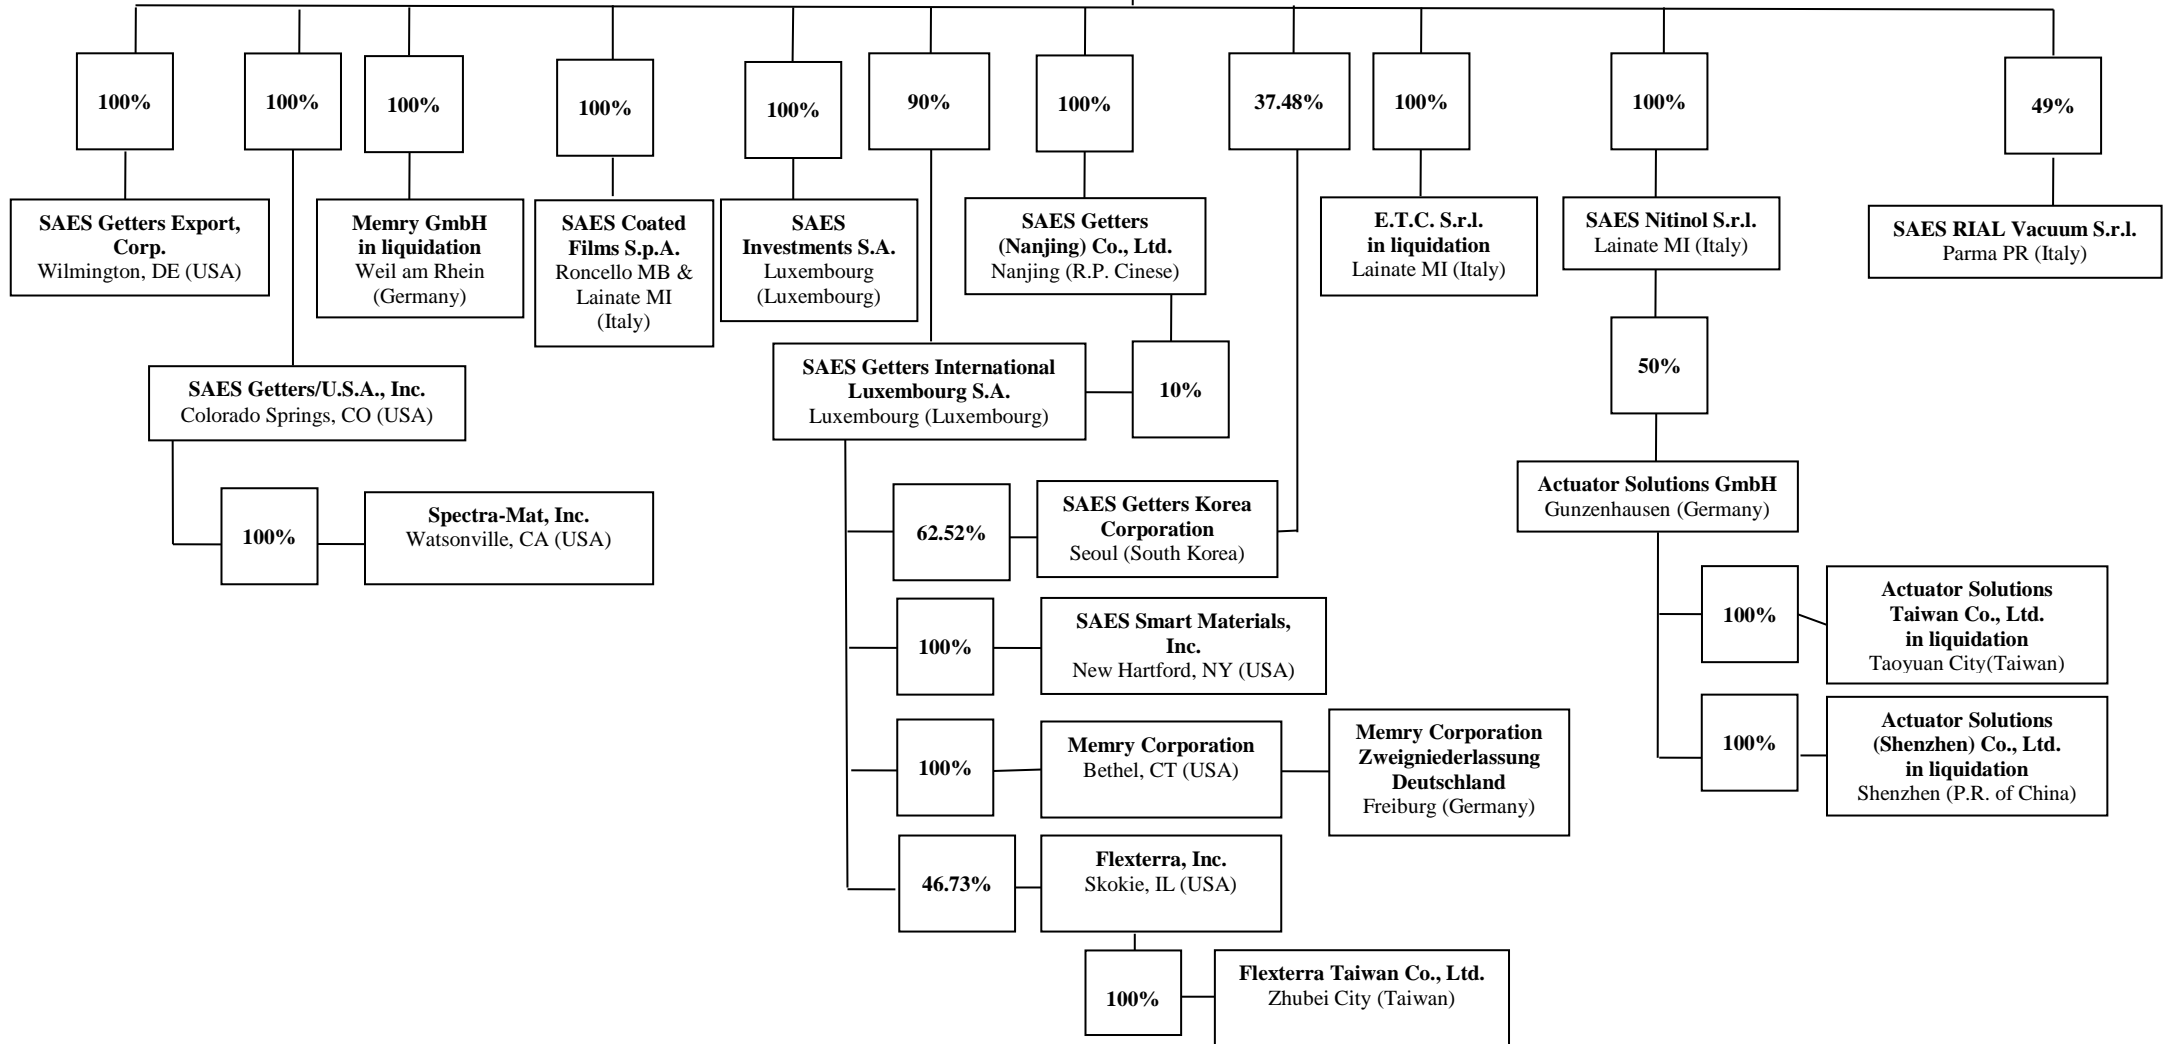 100%
100%
100%
100%
100%
90%
100%
37.48%
100%
100%
49%
SAES Getters Export,
Corp.
Wilmington, DE (USA)
Memry GmbH
in liquidation
Weil am Rhein
(Germany)
SAES Coated
Films S.p.A.
Roncello MB &
Lainate MI
(Italy)
SAES
Investments S.A.
Luxembourg
(Luxembourg)
SAES Getters
(Nanjing) Co., Ltd.
Nanjing (R.P. Cinese)
E.T.C. S.r.l.
in liquidation
Lainate MI (Italy)
SAES Nitinol S.r.l.
Lainate MI (Italy)
SAES RIAL Vacuum S.r.l.
Parma PR (Italy)
SAES Getters/U.S.A., Inc.
Colorado Springs, CO (USA)
SAES Getters International
Luxembourg S.A.
Luxembourg (Luxembourg)
10%
50%
100%
Spectra-Mat, Inc.
Watsonville, CA (USA)
62.52%
SAES Getters Korea
Corporation
Seoul (South Korea)
Actuator Solutions GmbH
Gunzenhausen (Germany)
100%
SAES Smart Materials,
Inc.
New Hartford, NY (USA)
100%
Actuator Solutions
Taiwan Co., Ltd.
in liquidation
Taoyuan City(Taiwan)
100%
Memry Corporation
Bethel, CT (USA)
Memry Corporation
Zweigniederlassung
Deutschland
Freiburg (Germany)
100%
Actuator Solutions
(Shenzhen) Co., Ltd.
in liquidation
Shenzhen (P.R. of China)
46.73%
Flexterra, Inc.
Skokie, IL (USA)
100%
Flexterra Taiwan Co., Ltd.
Zhubei City (Taiwan)